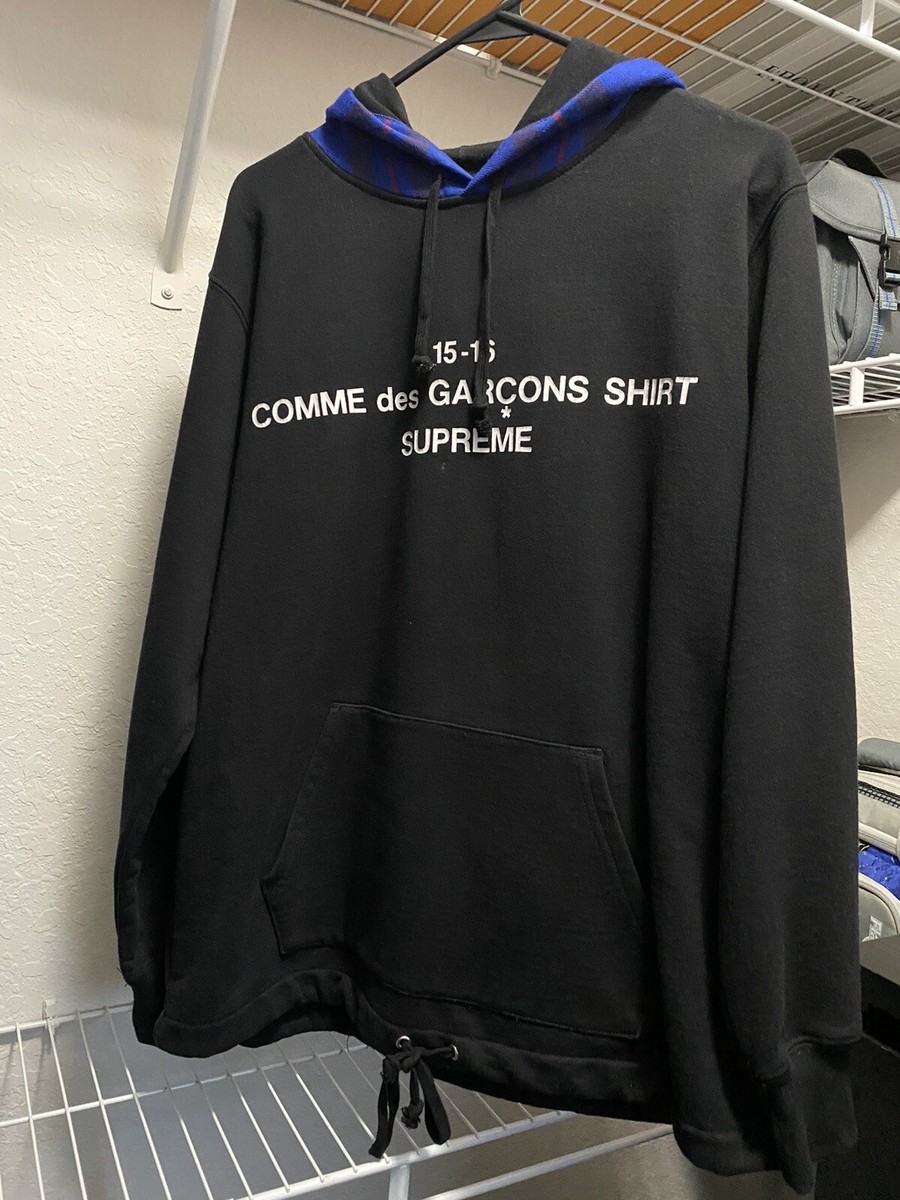 15-16
COMME des GARÇONS SHIRT
*
SUPREME